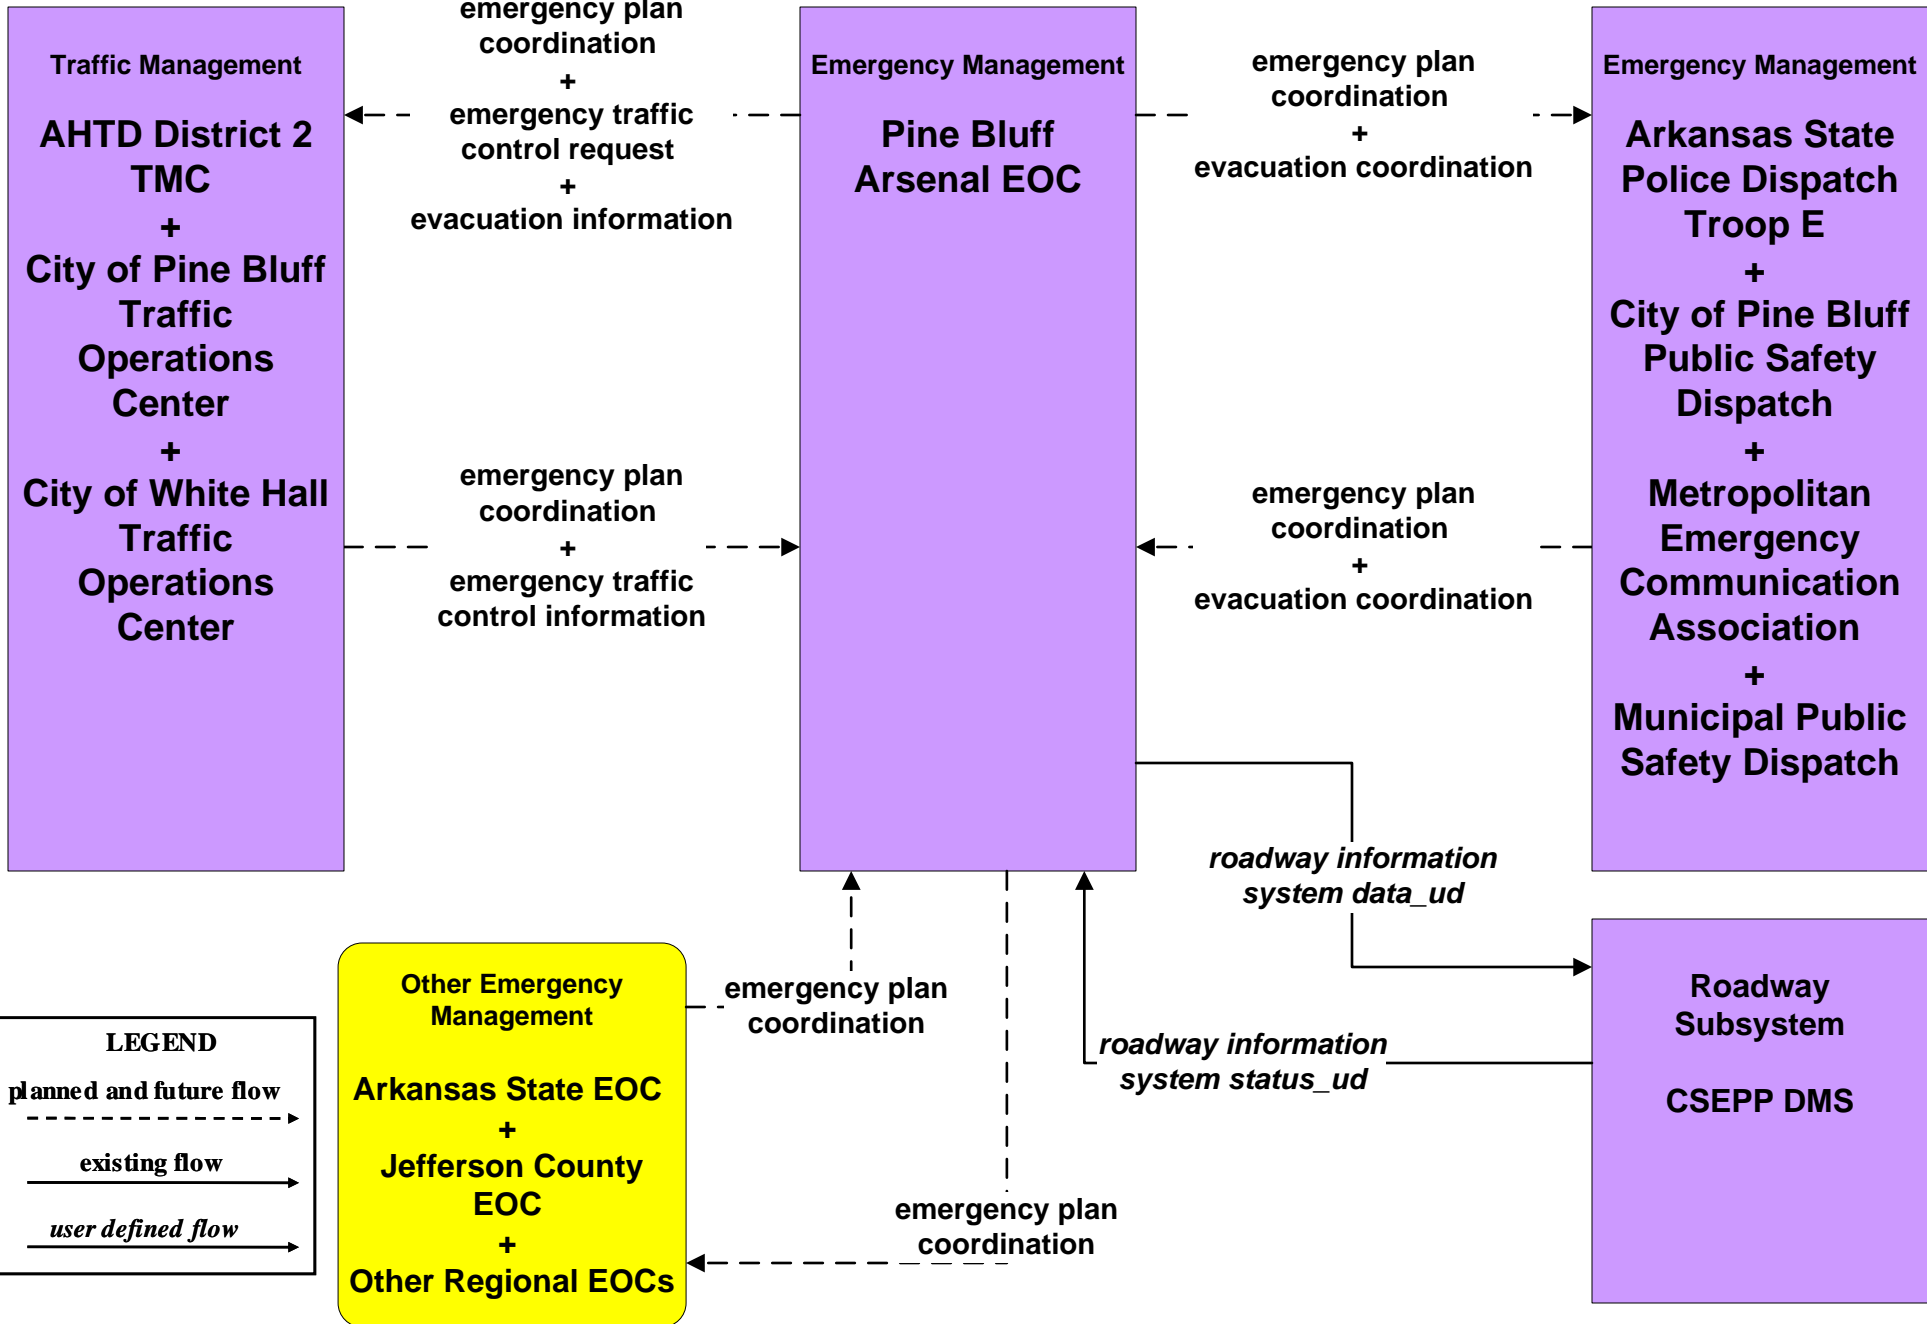 Traffic Management
AHTD District 2
TMC
+
City of Pine Bluff
Traffic
Operations
Center
+
City of White Hall
Traffic
Operations
Center
emergency plan
coordination
+
emergency traffic
control request
+
evacuation information
emergency plan
coordination
+
emergency traffic
control information
Emergency Management
Pine Bluff
Arsenal EOC
emergency plan
coordination
+
evacuation coordination
emergency plan
coordination
+
evacuation coordination
Emergency Management
Arkansas State
Police Dispatch
Troop E
+
City of Pine Bluff
Public Safety
Dispatch
+
Metropolitan
Emergency
Communication
Association
+
Municipal Public
Safety Dispatch
roadway information
system data_ud
roadway information
system status_ud
Roadway
Subsystem
CSEPP DMS
Other Emergency
Management
Arkansas State EOC
+
Jefferson County
EOC
+
Other Regional EOCs
emergency plan
coordination
emergency plan
coordination
LEGEND
planned and future flow
existing flow
user defined flow